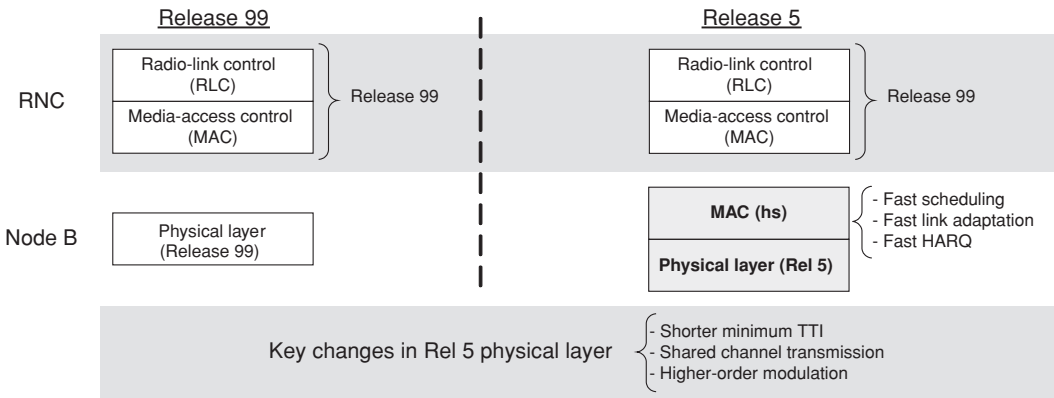 Release 99
Release 5
RNC
Radio-link control
(RLC)
Media-access control
(MAC)
Release 99
Radio-link control
(RLC)
Media-access control
(MAC)
Release 99
Node B
Physical layer
(Release 99)
MAC (hs)
Physical layer (Rel 5)
- Fast scheduling
- Fast link adaptation
- Fast HARQ
Key changes in Rel 5 physical layer
- Shorter minimum TTI
- Shared channel transmission
- Higher-order modulation